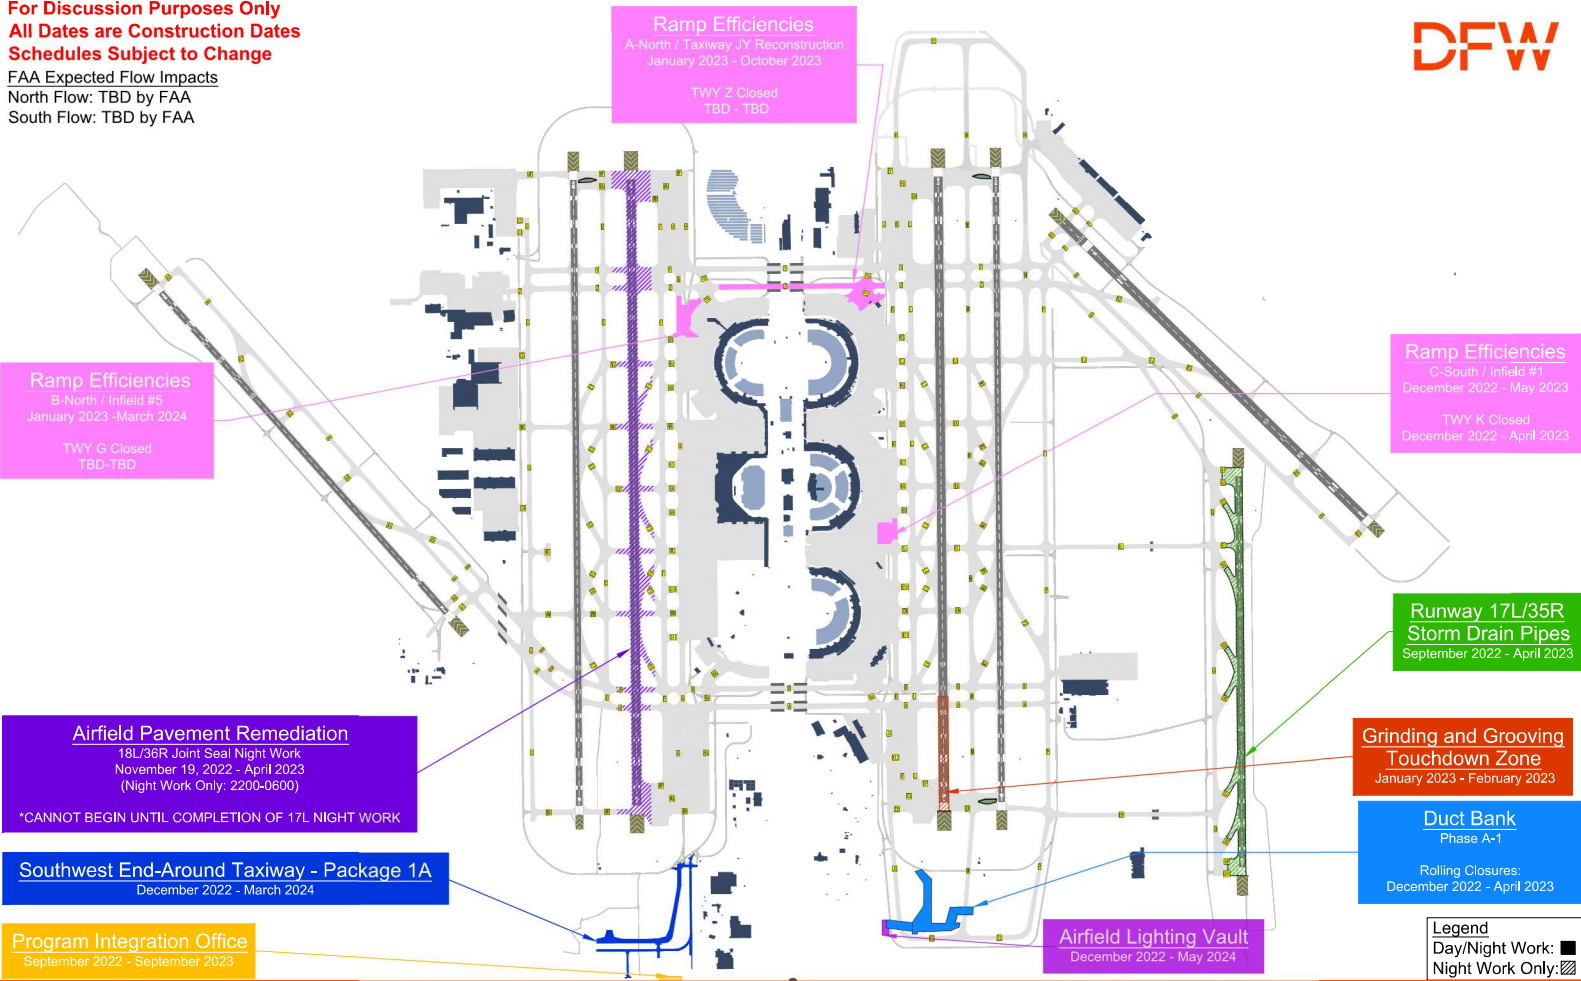 For Discussion Purposes Only
All Dates are Construction Dates
Schedules Subject to Change
FAA Expected Flow Impacts
North Flow: TBD by FAA
South Flow: TBD by FAA
Ramp Efficiencies
A-North / Taxiway JY Reconstruction
January 2023 - October 2023
TWY Z Closed
TBD - TBD
DFW
Ramp Efficiencies
B-North / Infield #5
January 2023 -March 2024
TWY G Closed
TBD-TBD
Ramp Efficiencies
C-South / Infield #1
December 2022 - May 2023
TWY K Closed
December 2022 - April 2023
Runway 17L/35R
Storm Drain Pipes
September 2022 - April 2023
Airfield Pavement Remediation
18L/36R Joint Seal Night Work
November 19, 2022 - April 2023
(Night Work Only: 2200-0600)
*CANNOT BEGIN UNTIL COMPLETION OF 17L NIGHT WORK
Grinding and Grooving
Touchdown Zone
January 2023 - February 2023
Duct Bank
Phase A-1
Rolling Closures:
December 2022 - April 2023
Southwest End-Around Taxiway - Package 1A
December 2022 - March 2024
Program Integration Office
September 2022 - September 2023
Airfield Lighting Vault
December 2022 - May 2024
Legend
Day/Night Work:
Night Work Only: